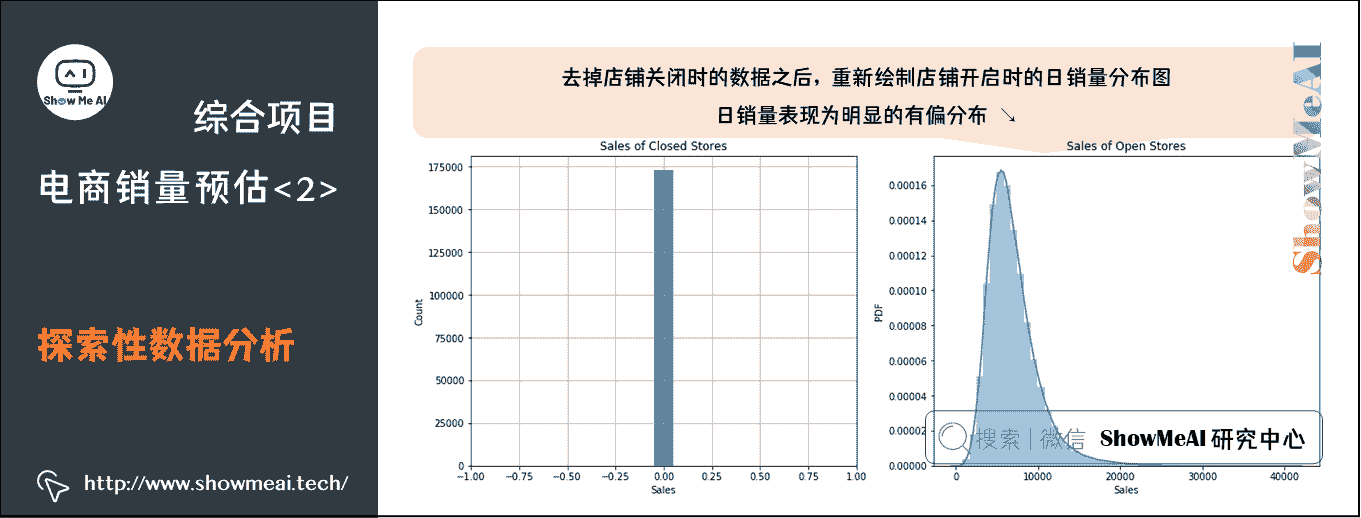 Show Me AI
综合项目
电商销量预估<2>
探索性数据分析
http://www.showmeai.tech/
去掉店铺关闭时的数据之后，重新绘制店铺开启时的日销量分布图
日销量表现为明显的有偏分布 ↘
Sales of Closed Stores
175000
150000
125000
100000
75000
50000
25000
0
Count
−1.00 −0.75 −0.50 −0.25 0.00 0.25 0.50 0.75 1.00
Sales
Sales of Open Stores
0.00016
0.00014
0.00012
0.00010
0.00008
0.00006
0.00004
0.00002
0.00000
PDF
0 10000 20000 30000 40000
Sales
ShowMeAI
搜索 | 微信 ShowMeAI 研究中心